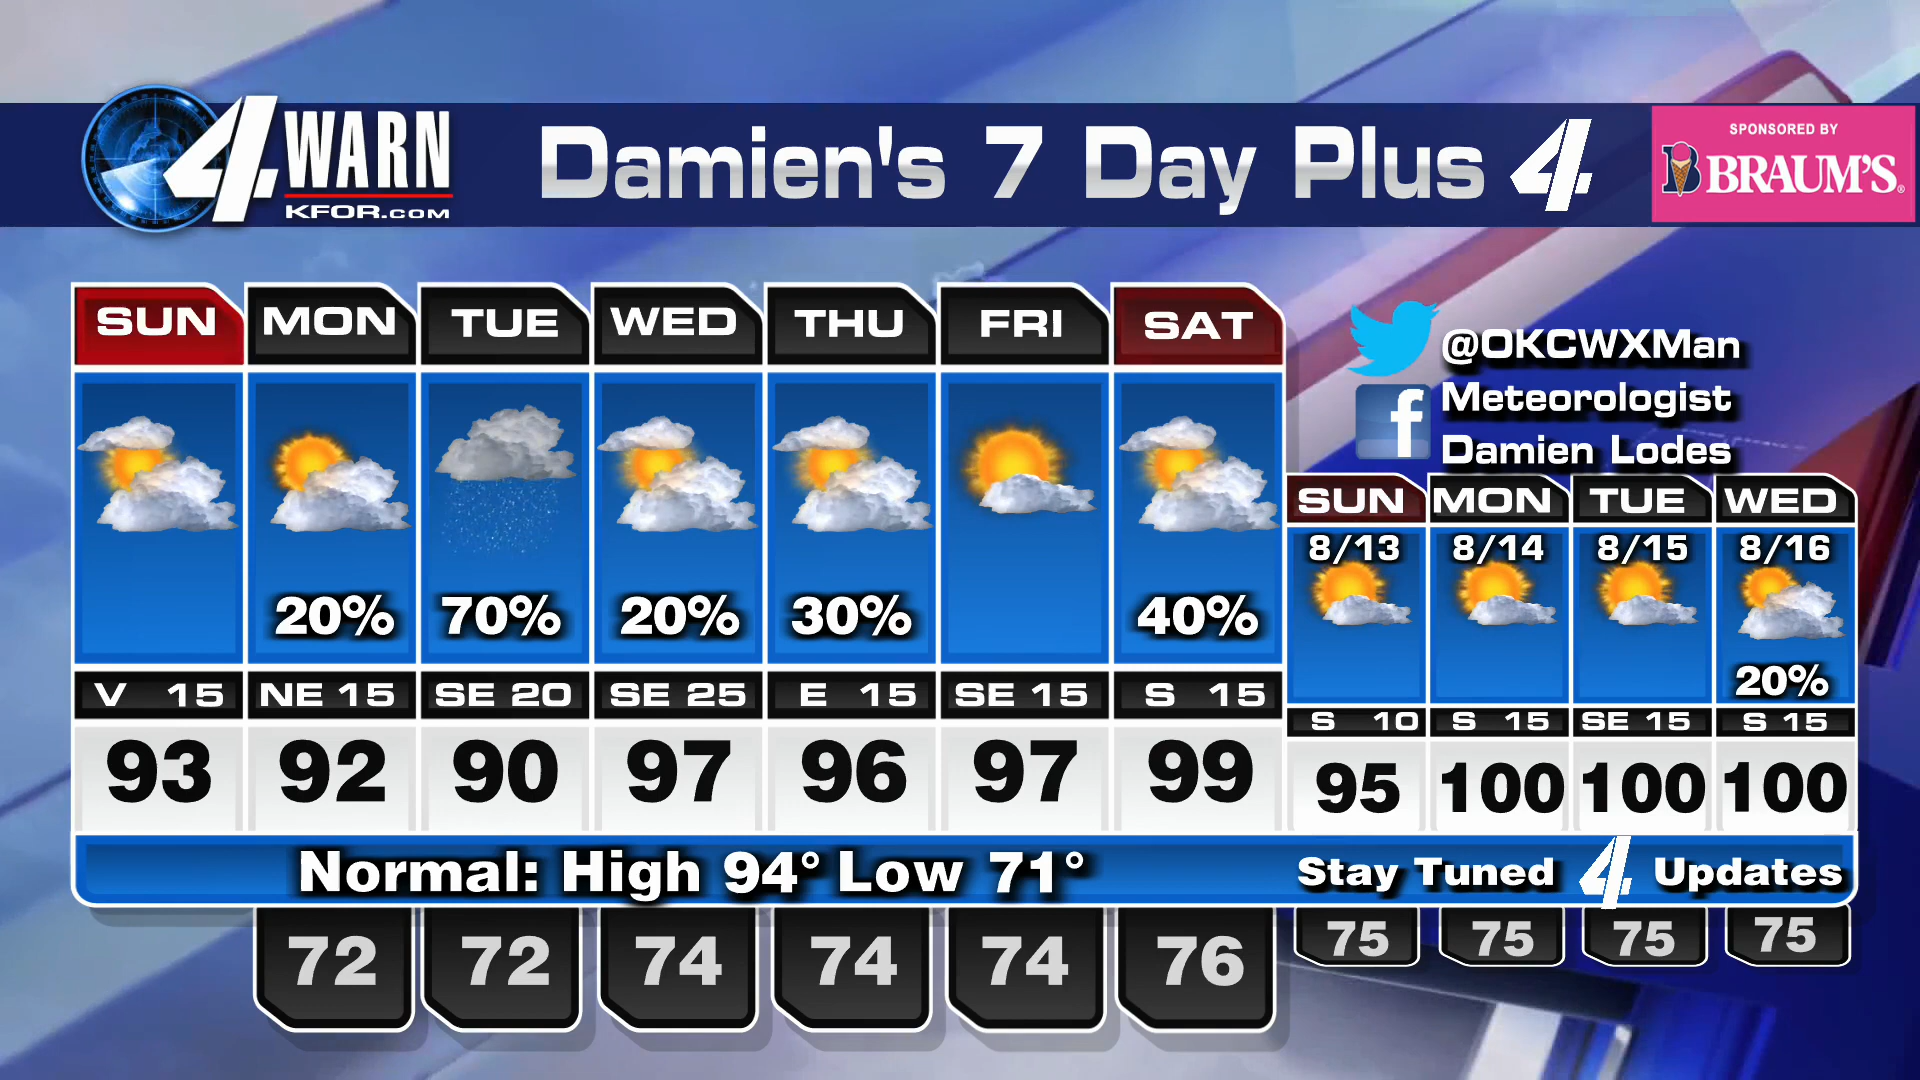 4WARN
KFOR.COM
Damien's 7 Day Plus 4
SPONSORED BY
BRAUM'S®
SUN MON TUE WED THU FRI SAT
@OKCWXMan
f Meteorologist
Damien Lodes
SUN MON TUE WED
8/13 8/14 8/15 8/16
20% 70% 20% 30% 40%
20%
V 15 NE 15 SE 20 SE 25 E 15 SE 15 S 15
S 10 S 15 SE 15 S 15
93 92 90 97 96 97 99
95 100 100 100
Normal: High 94° Low 71°
Stay Tuned 4 Updates
72 72 74 74 74 76
75 75 75 75